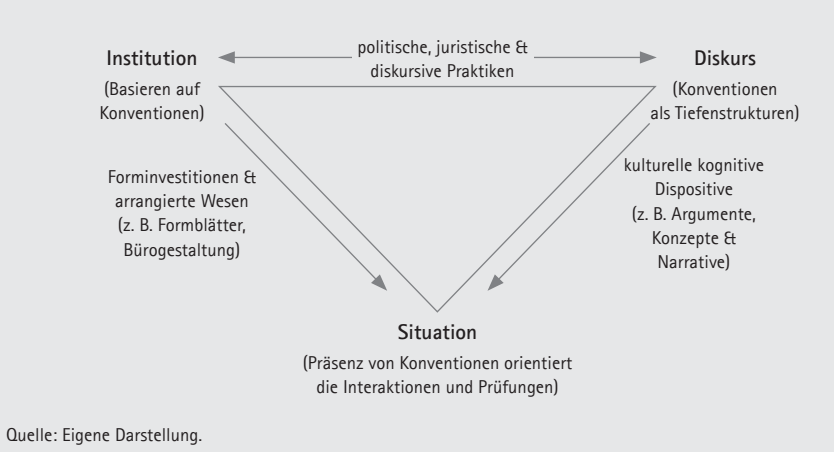 politische, juristische &
diskursive Praktiken
Institution
(Basieren auf
Konventionen)
Diskurs
(Konventionen
als Tiefenstrukturen)
Forminvestitionen &
arrangierte Wesen
(z. B. Formblätter,
Bürogestaltung)
kulturelle kognitive
Dispositive
(z. B. Argumente,
Konzepte &
Narrative)
Situation
(Präsenz von Konventionen orientiert
die Interaktionen und Prüfungen)
Quelle: Eigene Darstellung.